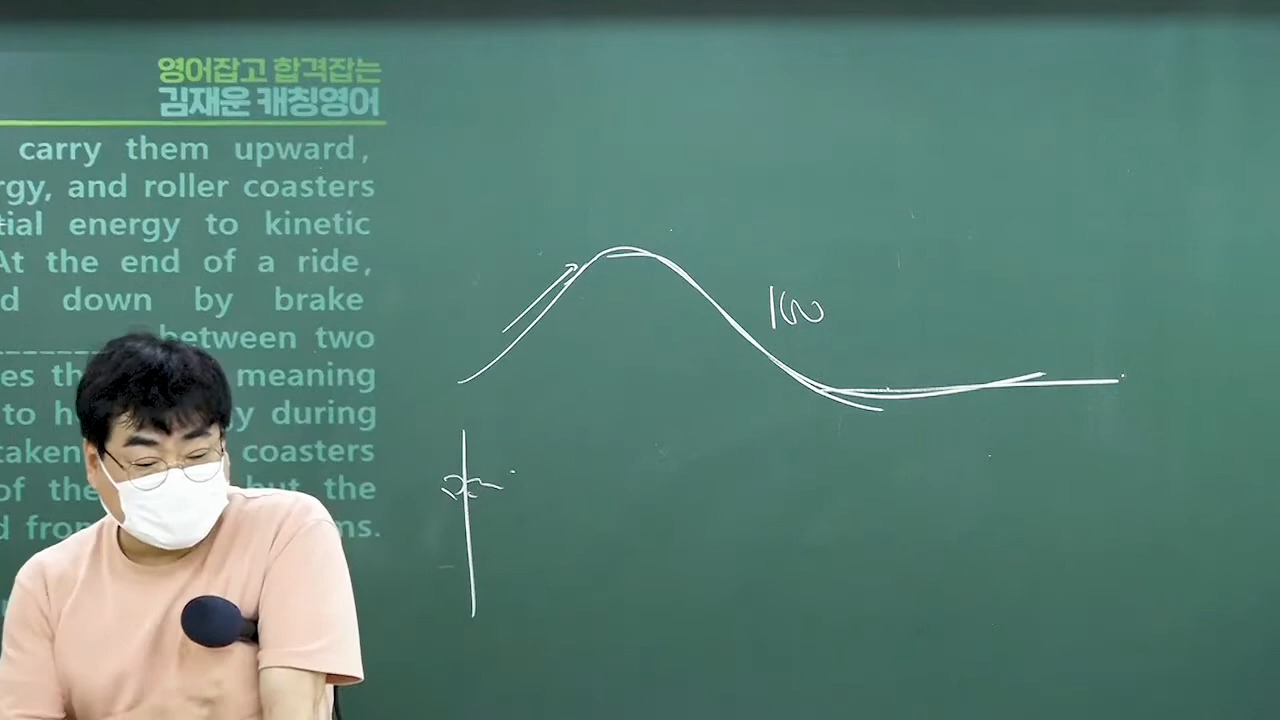 영어잡고 합격잡는
김재운 캐칭영어
carry them upward,
rgy, and roller coasters
tial energy to kinetic
At the end of a ride,
d down by brake
between two
es th meaning
to h y during
taken coasters
of the but the
d from ms.
100